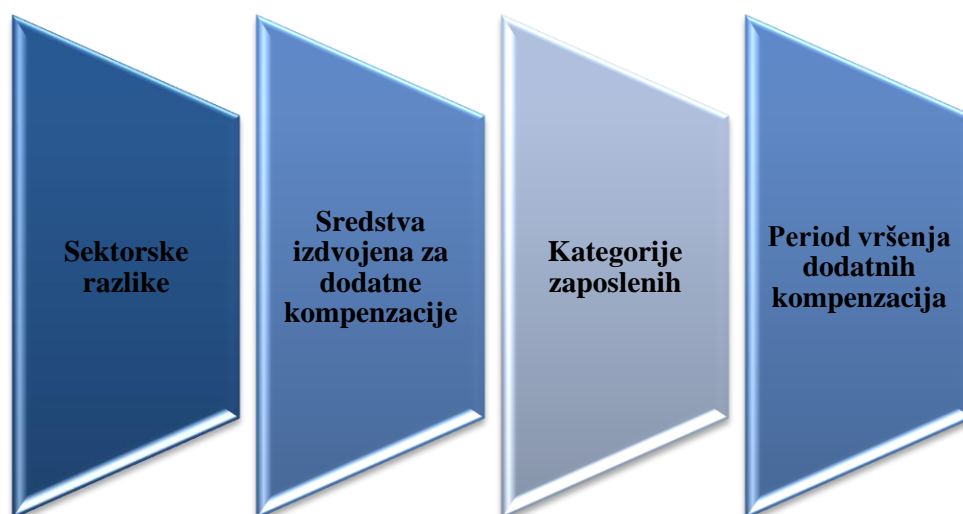 Sektorske
razlike
Sredstva
izdvojena za
dodatne
kompenzacije
Kategorije
zaposlenih
Period vršenja
dodatnih
kompenzacija